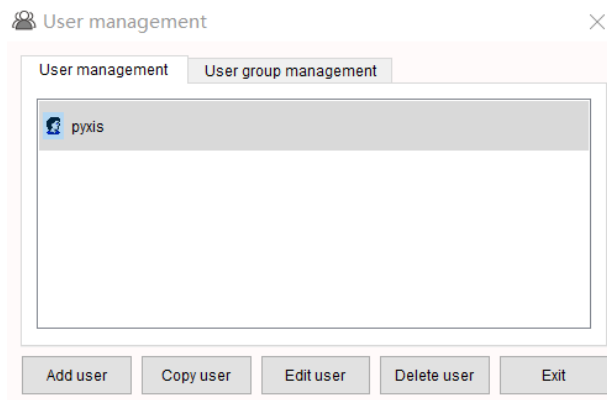 User management
User management User group management
pyxis
Add user Copy user Edit user Delete user Exit